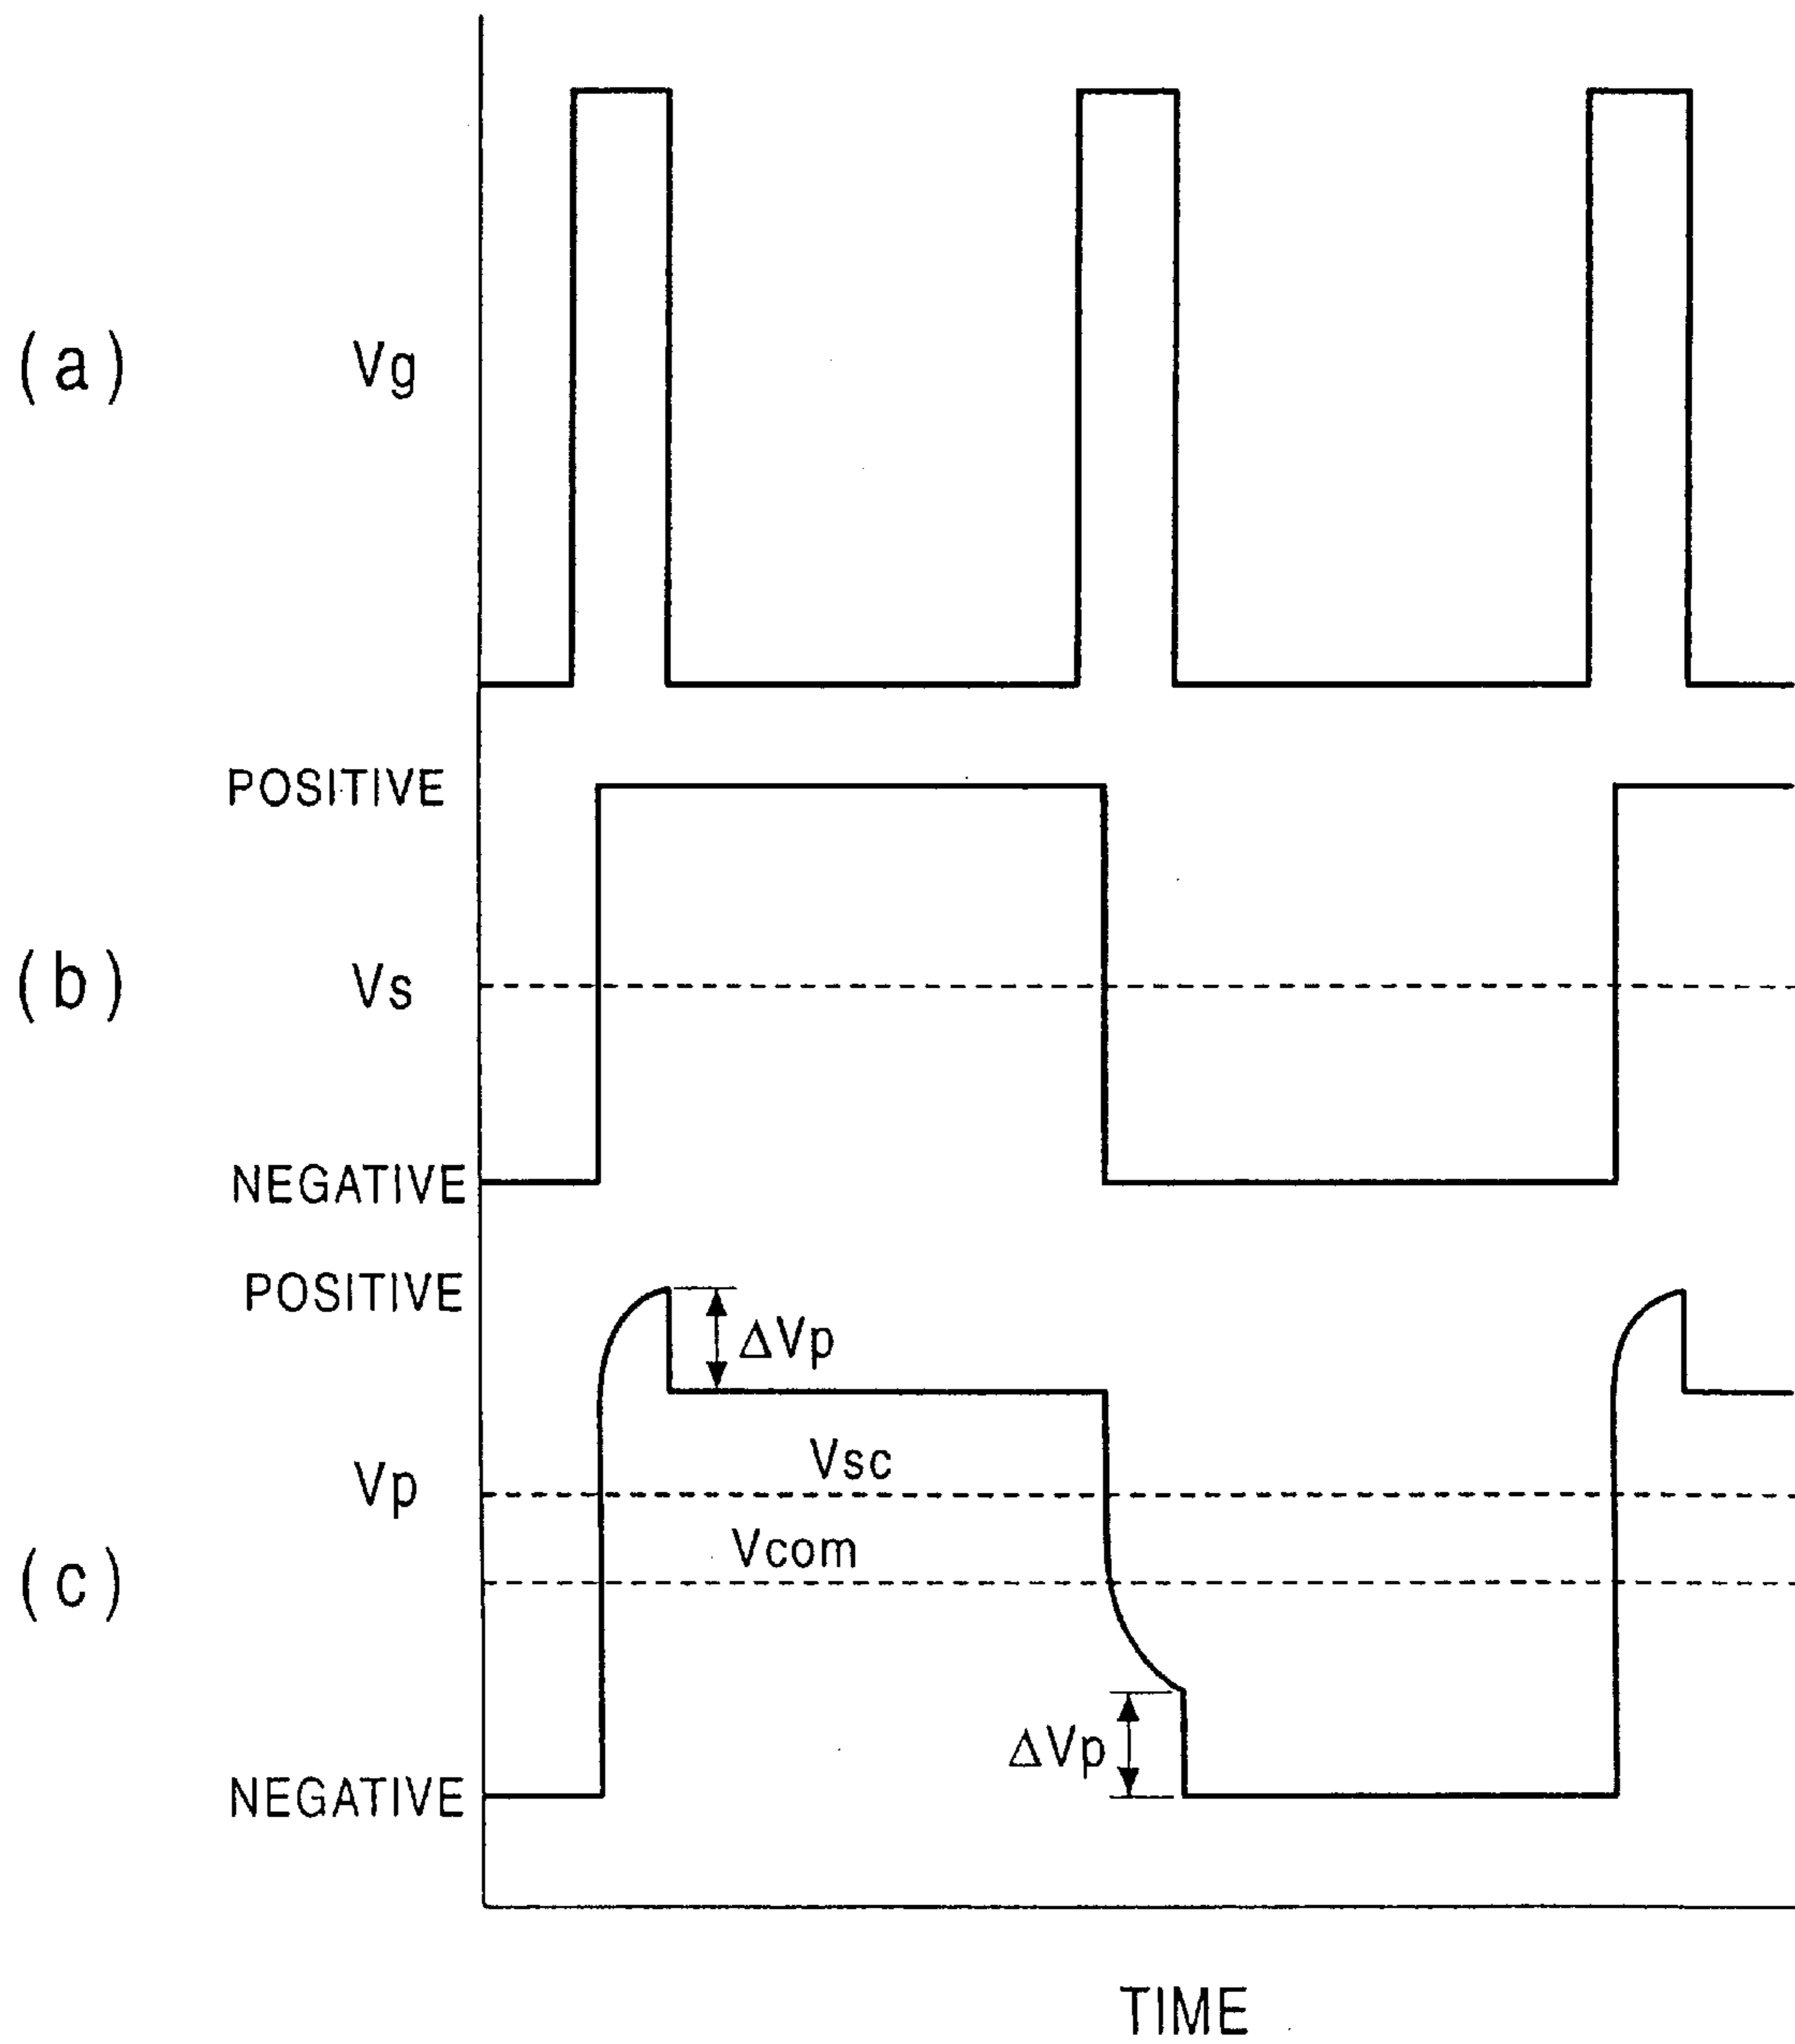 (a)
Vg
POSITIVE
(b)
Vs
NEGATIVE
POSITIVE
ΔVp
Vsc
Vp
Vcom
(c)
ΔVp
NEGATIVE
TIME